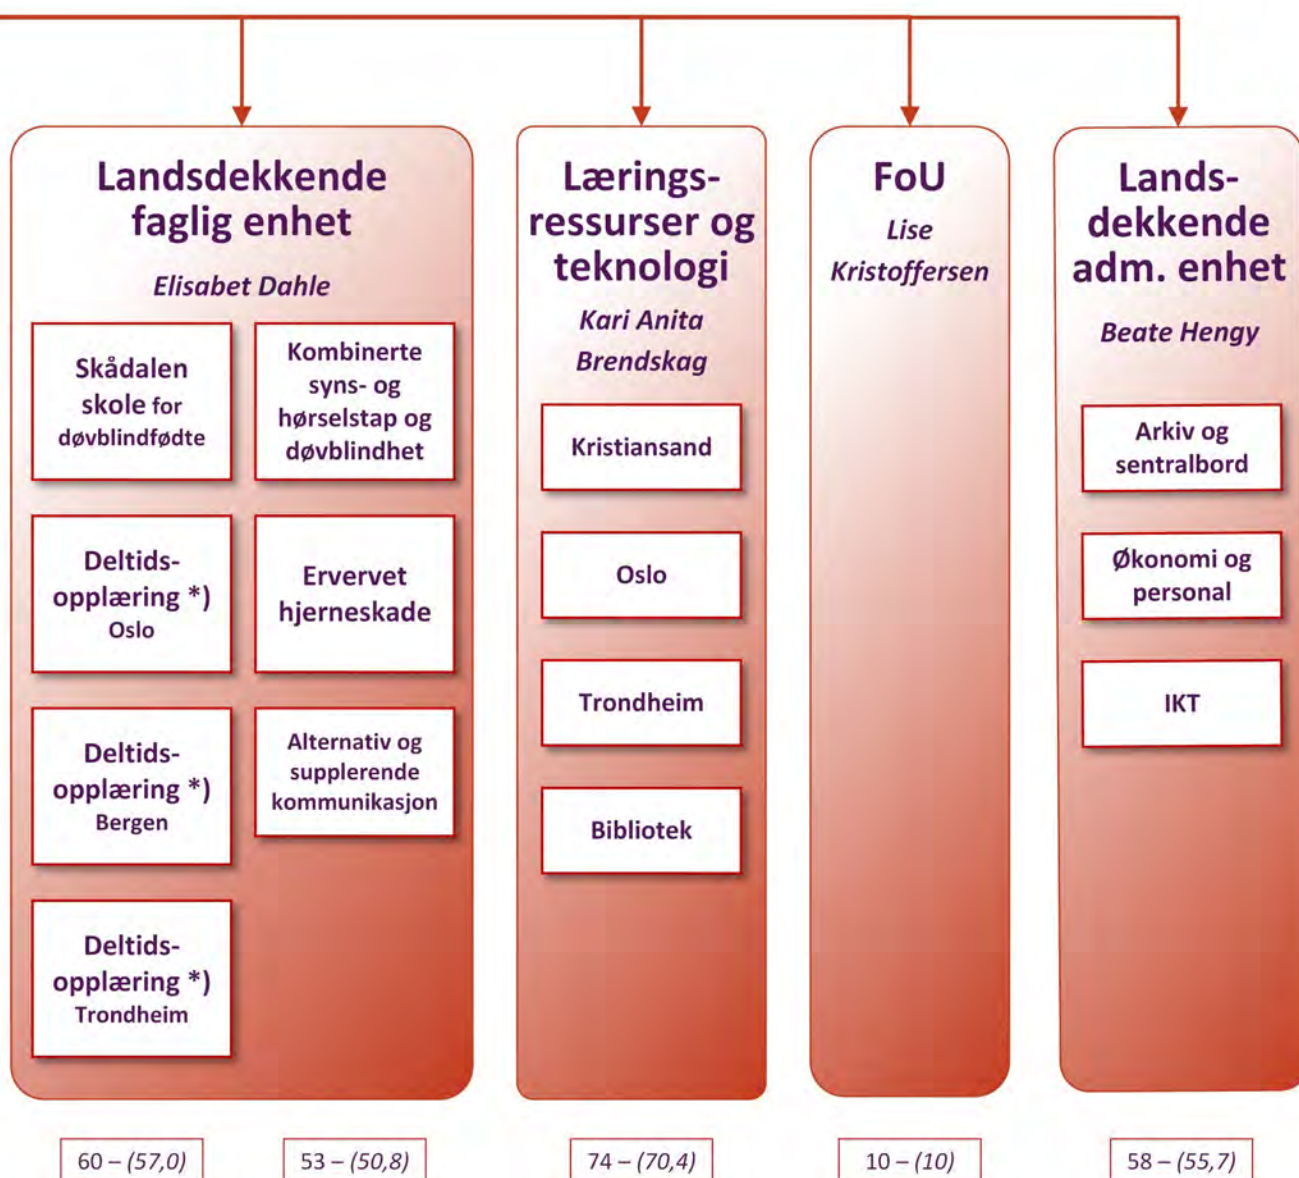 Landsdekkende
faglig enhet
Elisabet Dahle
Skådalen
skole for
døvblindfødte
Deltids-
opplæring *)
Oslo
Deltids-
opplæring *)
Bergen
Deltids-
opplæring *)
Trondheim
Kombinerte
syns- og
hørselstap og
døvblindhet
Ervervet
hjerneskade
Alternativ og
supplerende
kommunikasjon
60 – (57,0)
53 – (50,8)
Lærings-
ressurser og
teknologi
Kari Anita
Brendskag
Kristiansand
Oslo
Trondheim
Bibliotek
74 – (70,4)
FoU
Lise
Kristoffersen
10 – (10)
Lands-
dekkende
adm. enhet
Beate Hengy
Arkiv og
sentralbord
Økonomi og
personal
IKT
58 – (55,7)